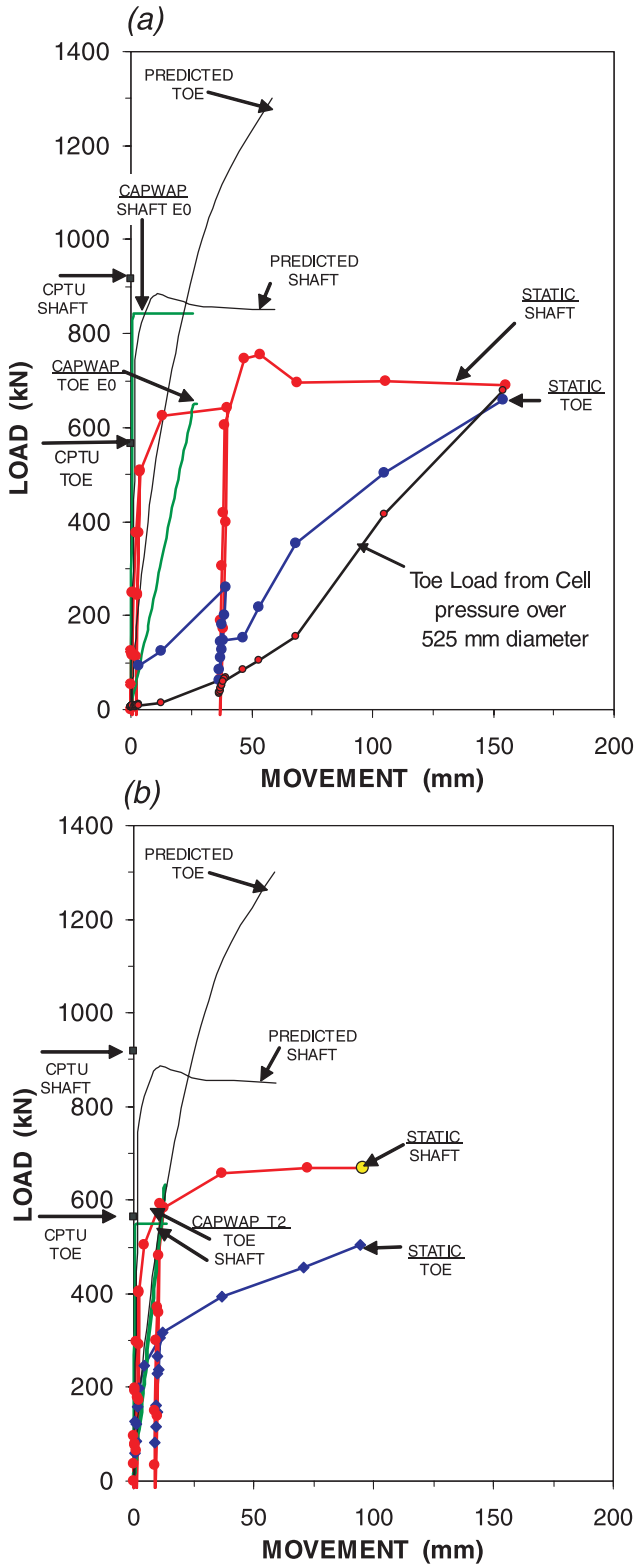 (a)
1400
PREDICTED
TOE
1200
CAPWAP
SHAFT E0
1000
PREDICTED
SHAFT
CPTU
SHAFT
STATIC
SHAFT
800
CAPWAP
TOE E0
STATIC
TOE
600
CPTU
TOE
LOAD (kN)
400
Toe Load from Cell
pressure over
525 mm diameter
200
0
0 50 100 150 200
MOVEMENT (mm)
(b)
1400
PREDICTED
TOE
1200
1000
CPTU
SHAFT
PREDICTED
SHAFT
800
STATIC
SHAFT
LOAD (kN)
600
CPTU
TOE
CAPWAP T2
TOE
SHAFT
STATIC
TOE
400
200
0
0 50 100 150 200
MOVEMENT (mm)